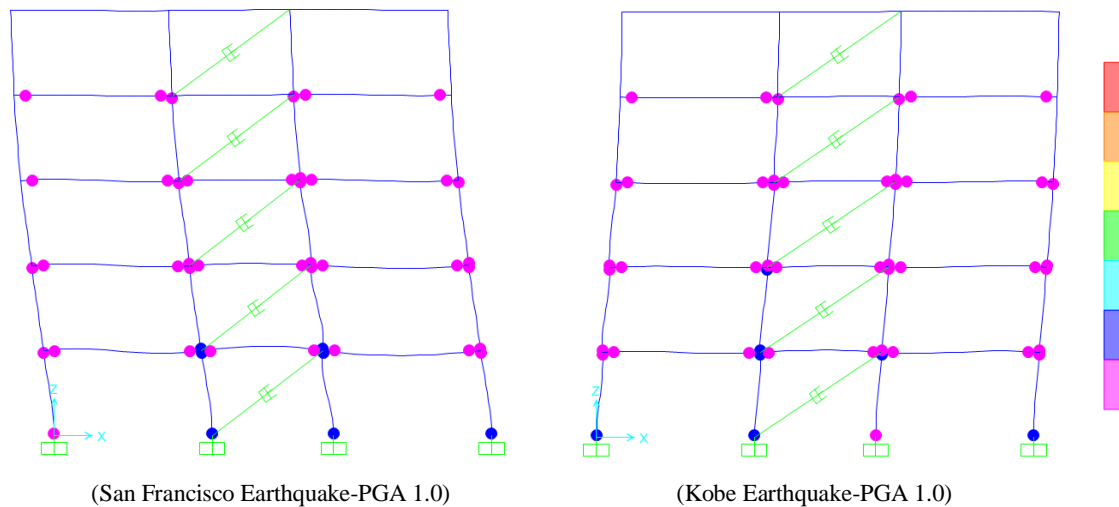 Z
X
Z
X
(San Francisco Earthquake-PGA 1.0)
(Kobe Earthquake-PGA 1.0)